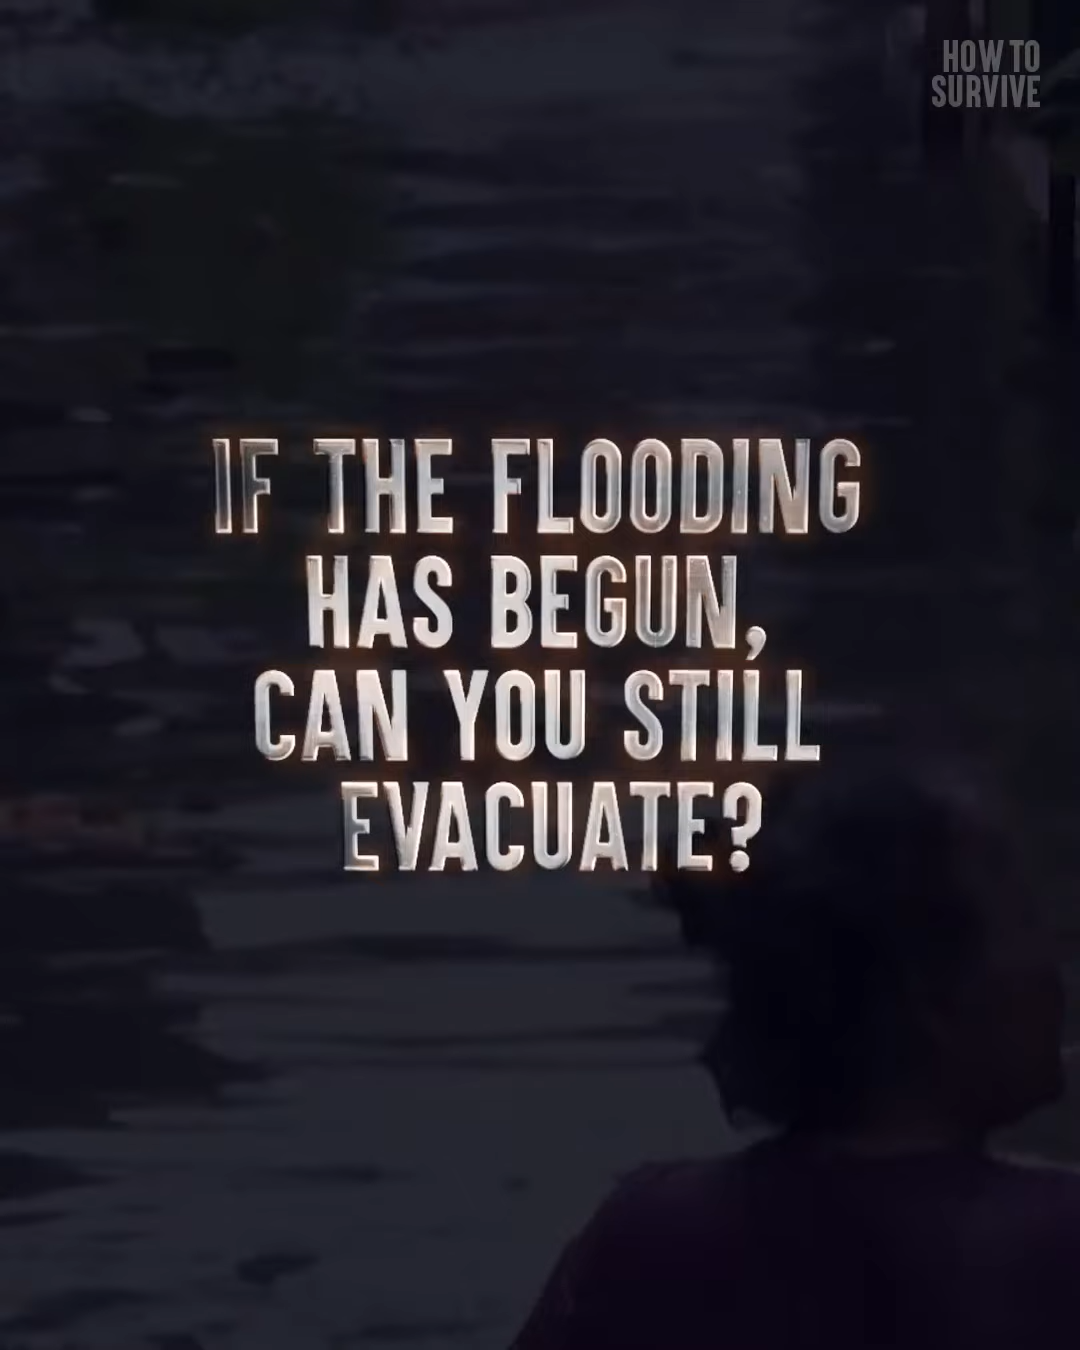 HOW TO
SURVIVE
IF THE FLOODING
HAS BEGUN,
CAN YOU STILL
EVACUATE?